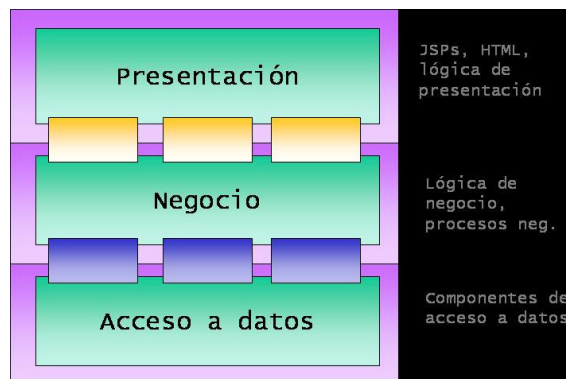 Presentación
JSPs, HTML,
lógica de
presentación
Negocio
Lógica de
negocio,
procesos neg.
Acceso a datos
Componentes de
acceso a datos